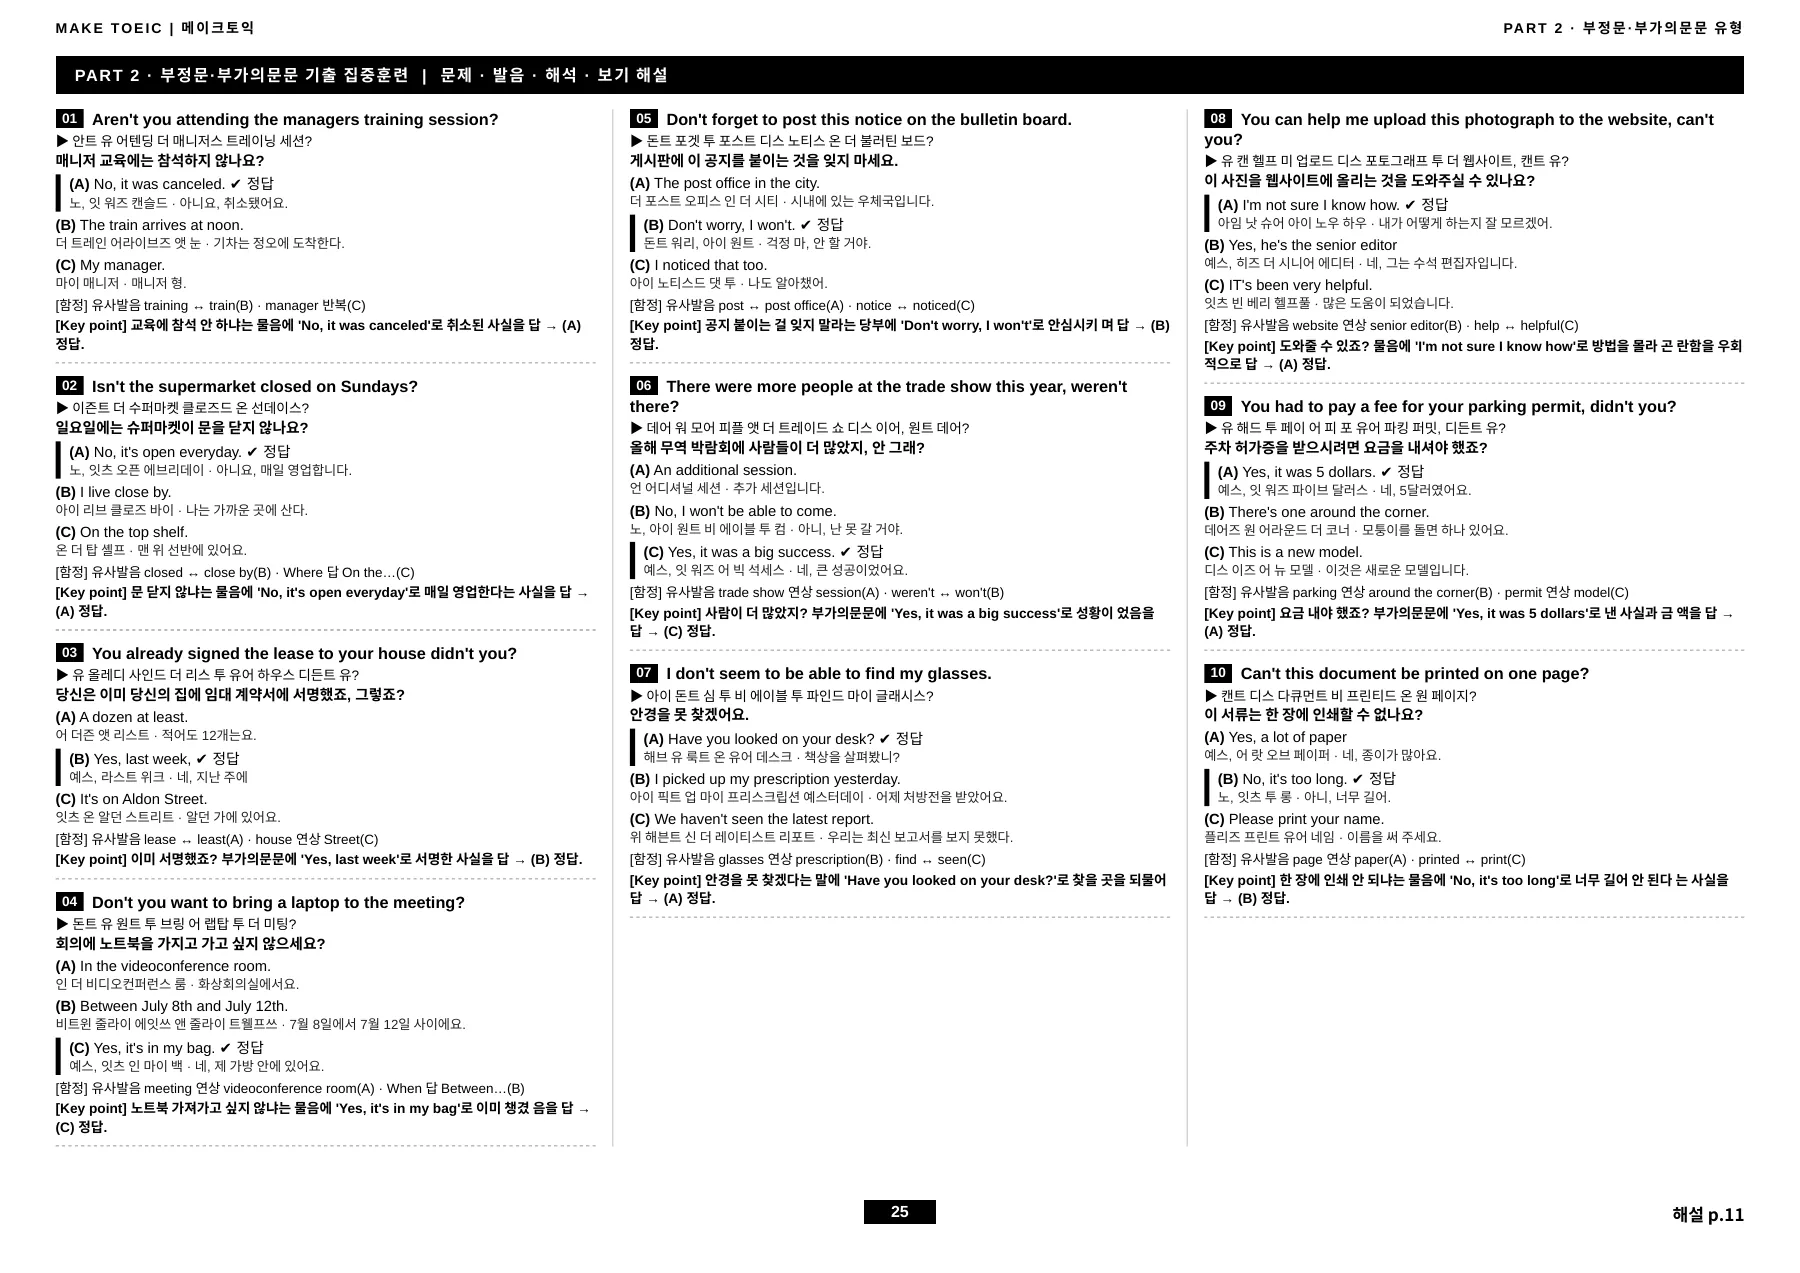 MAKE TOEIC | 메이크토익
PART 2 · 부정문·부가의문문 유형
PART 2 · 부정문·부가의문문 기출 집중훈련 | 문제 · 발음 · 해석 · 보기 해설
01 Aren't you attending the managers training session?
▶ 안트 유 어텐딩 더 매니저스 트레이닝 세션?
매니저 교육에는 참석하지 않나요?
(A) No, it was canceled. ✔ 정답
노, 잇 워즈 캔슬드 · 아니요, 취소됐어요.
(B) The train arrives at noon.
더 트레인 어라이브즈 앳 눈 · 기차는 정오에 도착한다.
(C) My manager.
마이 매니저 · 매니저 형.
[함정] 유사발음 training ↔ train(B) · manager 반복(C)
[Key point] 교육에 참석 안 하냐는 물음에 'No, it was canceled'로 취소된 사실을 답 → (A)
정답.
02 Isn't the supermarket closed on Sundays?
▶ 이즌트 더 수퍼마켓 클로즈드 온 선데이스?
일요일에는 슈퍼마켓이 문을 닫지 않나요?
(A) No, it's open everyday. ✔ 정답
노, 잇츠 오픈 에브리데이 · 아니요, 매일 영업합니다.
(B) I live close by.
아이 리브 클로즈 바이 · 나는 가까운 곳에 산다.
(C) On the top shelf.
온 더 탑 셸프 · 맨 위 선반에 있어요.
[함정] 유사발음 closed ↔ close by(B) · Where 답 On the…(C)
[Key point] 문 닫지 않냐는 물음에 'No, it's open everyday'로 매일 영업한다는 사실을 답 →
(A) 정답.
03 You already signed the lease to your house didn't you?
▶ 유 올레디 사인드 더 리스 투 유어 하우스 디든트 유?
당신은 이미 당신의 집에 임대 계약서에 서명했죠, 그렇죠?
(A) A dozen at least.
어 더즌 앳 리스트 · 적어도 12개는요.
(B) Yes, last week, ✔ 정답
예스, 라스트 위크 · 네, 지난 주에
(C) It's on Aldon Street.
잇츠 온 알던 스트리트 · 알던 가에 있어요.
[함정] 유사발음 lease ↔ least(A) · house 연상 Street(C)
[Key point] 이미 서명했죠? 부가의문문에 'Yes, last week'로 서명한 사실을 답 → (B) 정답.
04 Don't you want to bring a laptop to the meeting?
▶ 돈트 유 원트 투 브링 어 랩탑 투 더 미팅?
회의에 노트북을 가지고 가고 싶지 않으세요?
(A) In the videoconference room.
인 더 비디오컨퍼런스 룸 · 화상회의실에서요.
(B) Between July 8th and July 12th.
비트윈 줄라이 에잇쓰 앤 줄라이 트웰프쓰 · 7월 8일에서 7월 12일 사이에요.
(C) Yes, it's in my bag. ✔ 정답
예스, 잇츠 인 마이 백 · 네, 제 가방 안에 있어요.
[함정] 유사발음 meeting 연상 videoconference room(A) · When 답 Between…(B)
[Key point] 노트북 가져가고 싶지 않냐는 물음에 'Yes, it's in my bag'로 이미 챙겼 음을 답 →
(C) 정답.
05 Don't forget to post this notice on the bulletin board.
▶ 돈트 포겟 투 포스트 디스 노티스 온 더 불러틴 보드?
게시판에 이 공지를 붙이는 것을 잊지 마세요.
(A) The post office in the city.
더 포스트 오피스 인 더 시티 · 시내에 있는 우체국입니다.
(B) Don't worry, I won't. ✔ 정답
돈트 워리, 아이 원트 · 걱정 마, 안 할 거야.
(C) I noticed that too.
아이 노티스드 댓 투 · 나도 알아챘어.
[함정] 유사발음 post ↔ post office(A) · notice ↔ noticed(C)
[Key point] 공지 붙이는 걸 잊지 말라는 당부에 'Don't worry, I won't'로 안심시키 며 답 → (B)
정답.
06 There were more people at the trade show this year, weren't
there?
▶ 데어 워 모어 피플 앳 더 트레이드 쇼 디스 이어, 원트 데어?
올해 무역 박람회에 사람들이 더 많았지, 안 그래?
(A) An additional session.
언 어디셔널 세션 · 추가 세션입니다.
(B) No, I won't be able to come.
노, 아이 원트 비 에이블 투 컴 · 아니, 난 못 갈 거야.
(C) Yes, it was a big success. ✔ 정답
예스, 잇 워즈 어 빅 석세스 · 네, 큰 성공이었어요.
[함정] 유사발음 trade show 연상 session(A) · weren't ↔ won't(B)
[Key point] 사람이 더 많았지? 부가의문문에 'Yes, it was a big success'로 성황이 었음을
답 → (C) 정답.
07 I don't seem to be able to find my glasses.
▶ 아이 돈트 심 투 비 에이블 투 파인드 마이 글래시스?
안경을 못 찾겠어요.
(A) Have you looked on your desk? ✔ 정답
해브 유 룩트 온 유어 데스크 · 책상을 살펴봤니?
(B) I picked up my prescription yesterday.
아이 픽트 업 마이 프리스크립션 예스터데이 · 어제 처방전을 받았어요.
(C) We haven't seen the latest report.
위 해븐트 신 더 레이티스트 리포트 · 우리는 최신 보고서를 보지 못했다.
[함정] 유사발음 glasses 연상 prescription(B) · find ↔ seen(C)
[Key point] 안경을 못 찾겠다는 말에 'Have you looked on your desk?'로 찾을 곳을 되물어
답 → (A) 정답.
08 You can help me upload this photograph to the website, can't
you?
▶ 유 캔 헬프 미 업로드 디스 포토그래프 투 더 웹사이트, 캔트 유?
이 사진을 웹사이트에 올리는 것을 도와주실 수 있나요?
(A) I'm not sure I know how. ✔ 정답
아임 낫 슈어 아이 노우 하우 · 내가 어떻게 하는지 잘 모르겠어.
(B) Yes, he's the senior editor
예스, 히즈 더 시니어 에디터 · 네, 그는 수석 편집자입니다.
(C) IT's been very helpful.
잇츠 빈 베리 헬프풀 · 많은 도움이 되었습니다.
[함정] 유사발음 website 연상 senior editor(B) · help ↔ helpful(C)
[Key point] 도와줄 수 있죠? 물음에 'I'm not sure I know how'로 방법을 몰라 곤 란함을 우회
적으로 답 → (A) 정답.
09 You had to pay a fee for your parking permit, didn't you?
▶ 유 해드 투 페이 어 피 포 유어 파킹 퍼밋, 디든트 유?
주차 허가증을 받으시려면 요금을 내셔야 했죠?
(A) Yes, it was 5 dollars. ✔ 정답
예스, 잇 워즈 파이브 달러스 · 네, 5달러였어요.
(B) There's one around the corner.
데어즈 원 어라운드 더 코너 · 모퉁이를 돌면 하나 있어요.
(C) This is a new model.
디스 이즈 어 뉴 모델 · 이것은 새로운 모델입니다.
[함정] 유사발음 parking 연상 around the corner(B) · permit 연상 model(C)
[Key point] 요금 내야 했죠? 부가의문문에 'Yes, it was 5 dollars'로 낸 사실과 금 액을 답 →
(A) 정답.
10 Can't this document be printed on one page?
▶ 캔트 디스 다큐먼트 비 프린티드 온 원 페이지?
이 서류는 한 장에 인쇄할 수 없나요?
(A) Yes, a lot of paper
예스, 어 랏 오브 페이퍼 · 네, 종이가 많아요.
(B) No, it's too long. ✔ 정답
노, 잇츠 투 롱 · 아니, 너무 길어.
(C) Please print your name.
플리즈 프린트 유어 네임 · 이름을 써 주세요.
[함정] 유사발음 page 연상 paper(A) · printed ↔ print(C)
[Key point] 한 장에 인쇄 안 되냐는 물음에 'No, it's too long'로 너무 길어 안 된다 는 사실을
답 → (B) 정답.
25
해설 p.11